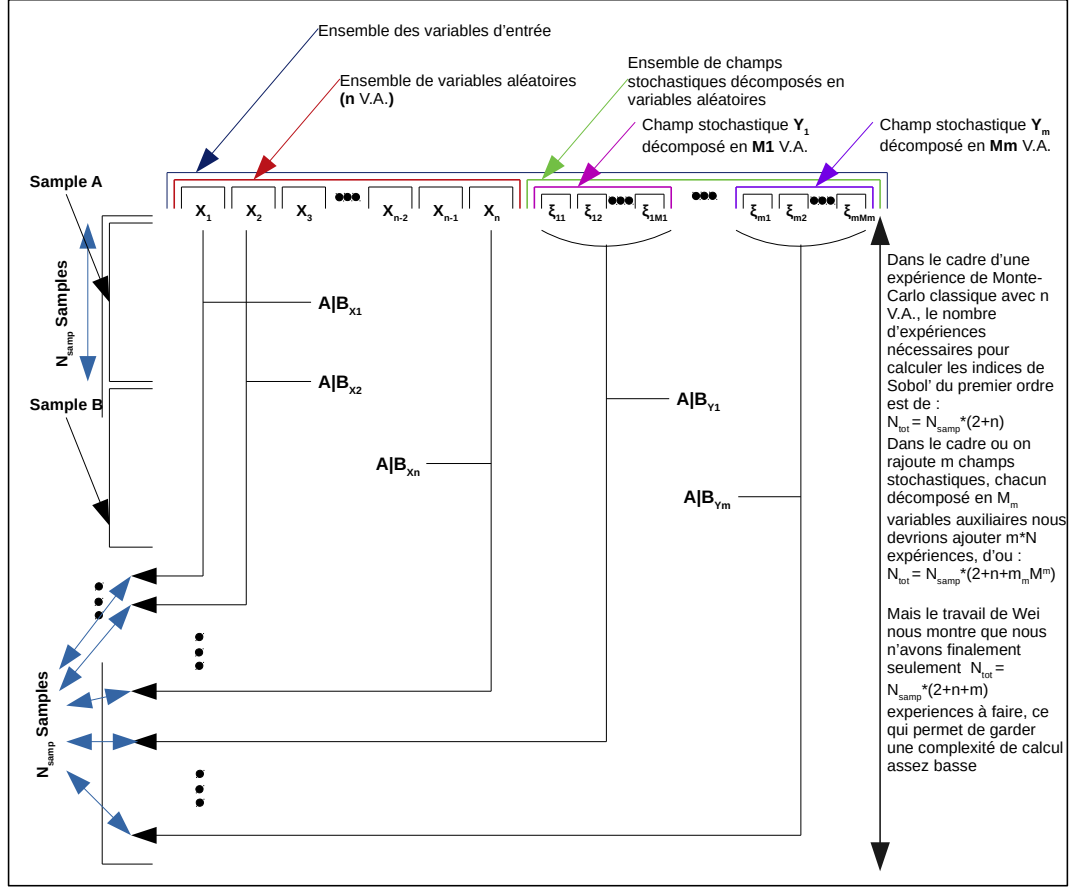 Ensemble des variables d'entrée
Ensemble de variables aléatoires
(n V.A.)
Ensemble de champs
stochastiques décomposés en
variables aléatoires
Champ stochastique Y1
décomposé en M1 V.A.
Champ stochastique Ym
décomposé en Mm V.A.
Sample A
X1 X2 X3 Xn-2 Xn-1 Xn ξ11 ξ12 ξ1M1 ξm1 ξm2 ξmMm
Nsamp Samples
A|BX1
A|BX2
Sample B
A|BY1
A|BXn
A|BYm
Nsamp Samples
Dans le cadre d'une
expérience de Monte-
Carlo classique avec n
V.A., le nombre
d'expériences
nécessaires pour
calculer les indices de
Sobol' du premier ordre
est de :
Ntot = Nsamp*(2+n)
Dans le cadre ou on
rajoute m champs
stochastiques, chacun
décomposé en Mm
variables auxiliaires nous
devrions ajouter m*N
expériences, d'ou :
Ntot = Nsamp*(2+n+mmMm)
Mais le travail de Wei
nous montre que nous
n'avons finalement
seulement Ntot =
Nsamp*(2+n+m)
experiences à faire, ce
qui permet de garder
une complexité de calcul
assez basse